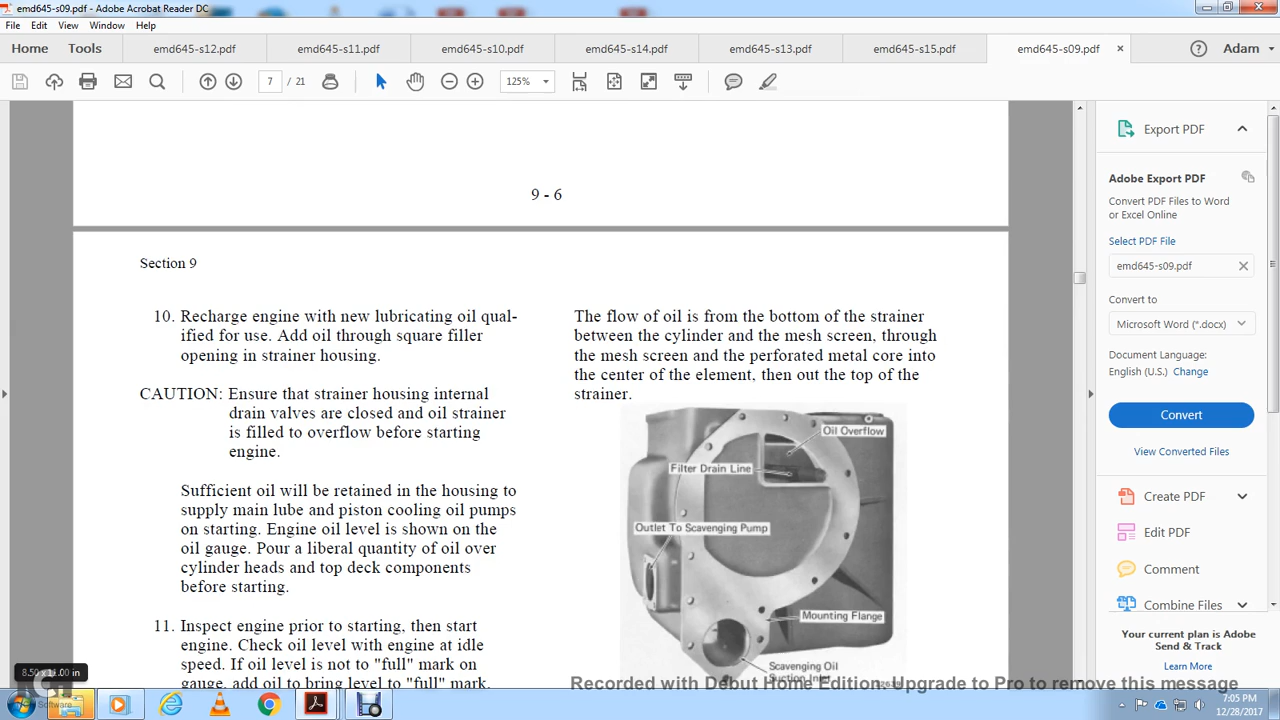 emd645-s09.pdf - Adobe Acrobat Reader DC
File Edit View Window Help
Home Tools emd645-s12.pdf emd645-s11.pdf emd645-s10.pdf emd645-s14.pdf emd645-s13.pdf emd645-s15.pdf emd645-s09.pdf × Adam
7 / 21 125%
9 - 6
Section 9
10. Recharge engine with new lubricating oil qual-
ified for use. Add oil through square filler
opening in strainer housing.
CAUTION: Ensure that strainer housing internal
drain valves are closed and oil strainer
is filled to overflow before starting
engine.
Sufficient oil will be retained in the housing to
supply main lube and piston cooling oil pumps
on starting. Engine oil level is shown on the
oil gauge. Pour a liberal quantity of oil over
cylinder heads and top deck components
before starting.
11. Inspect engine prior to starting, then start
engine. Check oil level with engine at idle
speed. If oil level is not to "full" mark on
gauge, add oil to bring level to "full" mark.
The flow of oil is from the bottom of the strainer
between the cylinder and the mesh screen, through
the mesh screen and the perforated metal core into
the center of the element, then out the top of the
strainer.
Oil Overflow
Filter Drain Line
Outlet To Scavenging Pump
Mounting Flange
Scavenging Oil
Suction Inlet
Export PDF
Adobe Export PDF
Convert PDF Files to Word
or Excel Online
Select PDF File
emd645-s09.pdf
Convert to
Microsoft Word (*.docx)
Document Language:
English (U.S.) Change
Convert
View Converted Files
Create PDF
Edit PDF
Comment
Combine Files
Your current plan is Adobe
Send & Track
Learn More
8.50 x 11.00 in
Recorded with Debut Home Edition. Upgrade to Pro to remove this message
Software
7:05 PM
12/28/2017